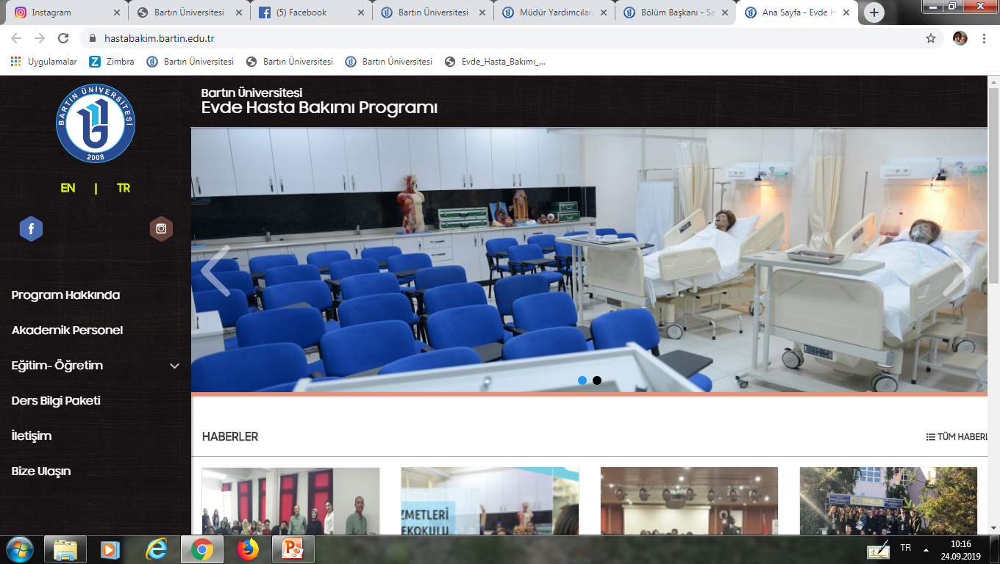 Instagram
Bartın Üniversitesi
(5) Facebook
Bartın Üniversitesi
Müdür Yardımcıları
Bölüm Başkanı - Sa
Ana Sayfa - Evde H
hastabakim.bartin.edu.tr
Uygulamalar
Zimbra
Bartın Üniversitesi
Bartın Üniversitesi
Bartın Üniversitesi
Evde_Hasta_Bakımı_...
BARTIN ÜNİVERSİTESİ
2008
EN | TR
Program Hakkında
Akademik Personel
Eğitim- Öğretim
Ders Bilgi Paketi
İletişim
Bize Ulaşın
Bartın Üniversitesi
Evde Hasta Bakımı Programı
HABERLER
TÜM HABERL
ZMETLERİ
EKOKULU
TR
10:16
24.09.2019